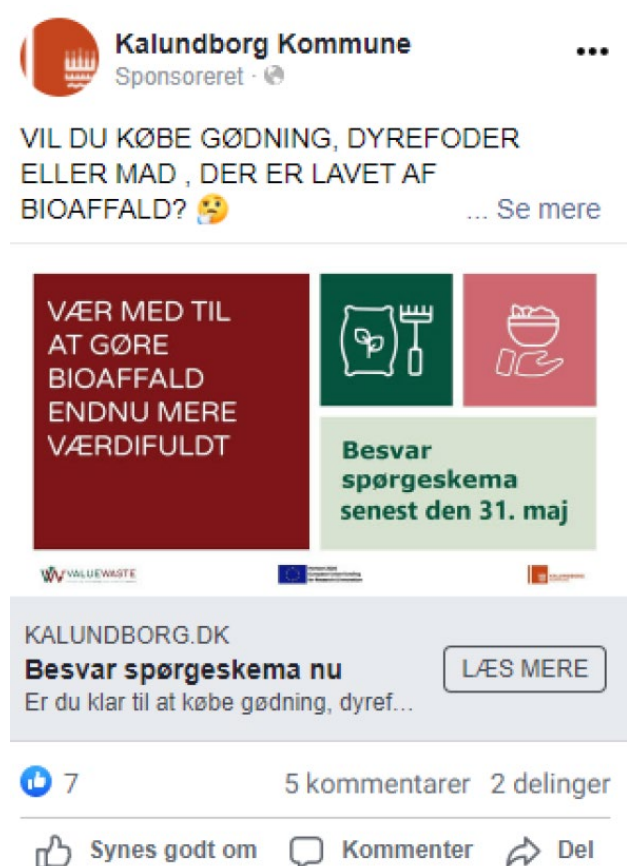 Kalundborg Kommune
Sponsoreret ·
VIL DU KØBE GØDNING, DYREFODER
ELLER MAD , DER ER LAVET AF
BIOAFFALD? 🤔 ... Se mere
VÆR MED TIL
AT GØRE
BIOAFFALD
ENDNU MERE
VÆRDIFULDT
Besvar
spørgeskema
senest den 31. maj
VALUEWASTE
KALUNDBORG.DK
Besvar spørgeskema nu
LÆS MERE
Er du klar til at købe gødning, dyref...
7
5 kommentarer 2 delinger
Synes godt om Kommenter Del